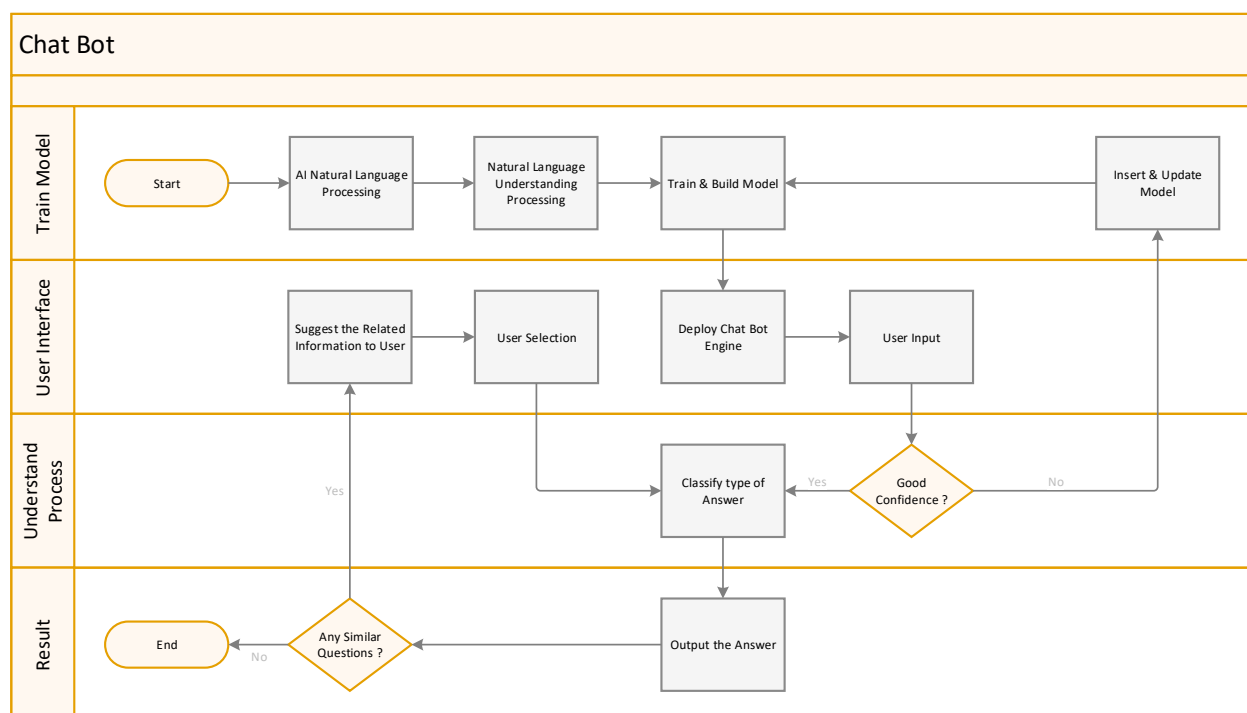 Chat Bot
Train Model
Start
AI Natural Language
Processing
Natural Language
Understanding
Processing
Train & Build Model
Insert & Update
Model
User Interface
Suggest the Related
Information to User
User Selection
Deploy Chat Bot
Engine
User Input
Understand
Process
Yes
Classify type of
Answer
Yes
Good
Confidence ?
No
Result
End
No
Any Similar
Questions ?
Output the Answer